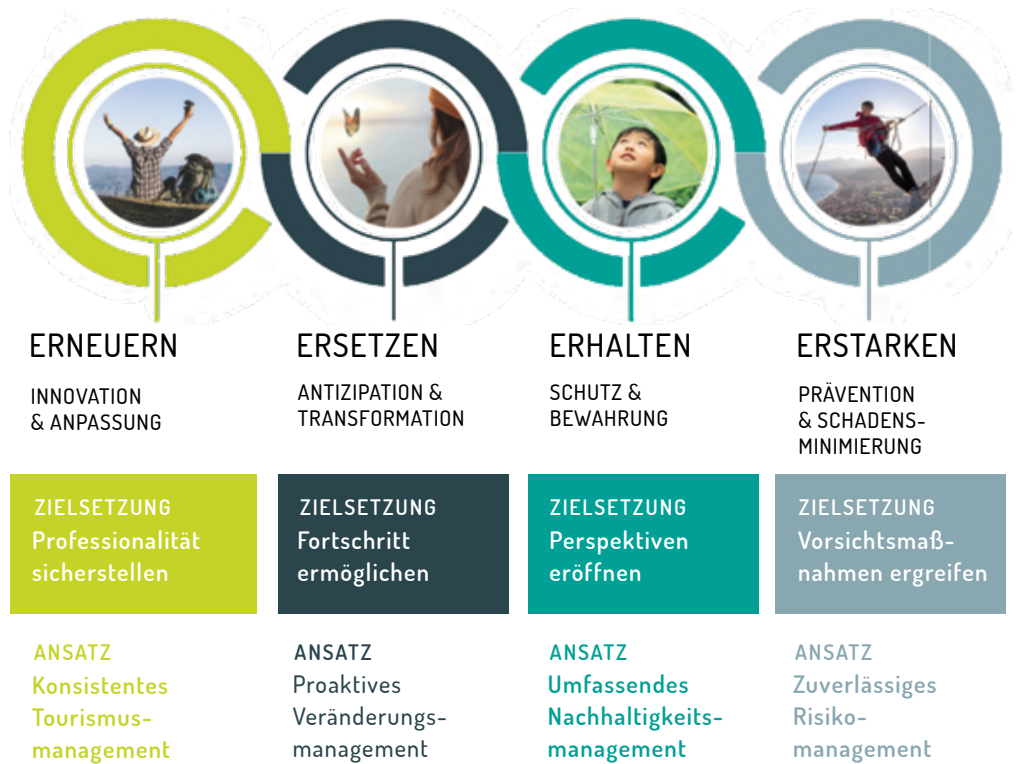 ERNEUERN
INNOVATION
& ANPASSUNG
ZIELSETZUNG
Professionalität
sicherstellen
ANSATZ
Konsistentes
Tourismus-
management
ERSETZEN
ANTIZIPATION &
TRANSFORMATION
ZIELSETZUNG
Fortschritt
ermöglichen
ANSATZ
Proaktives
Veränderungs-
management
ERHALTEN
SCHUTZ &
BEWAHRUNG
ZIELSETZUNG
Perspektiven
eröffnen
ANSATZ
Umfassendes
Nachhaltigkeits-
management
ERSTARKEN
PRÄVENTION
& SCHADENS-
MINIMIERUNG
ZIELSETZUNG
Vorsichtsmaß-
nahmen ergreifen
ANSATZ
Zuverlässiges
Risiko-
management